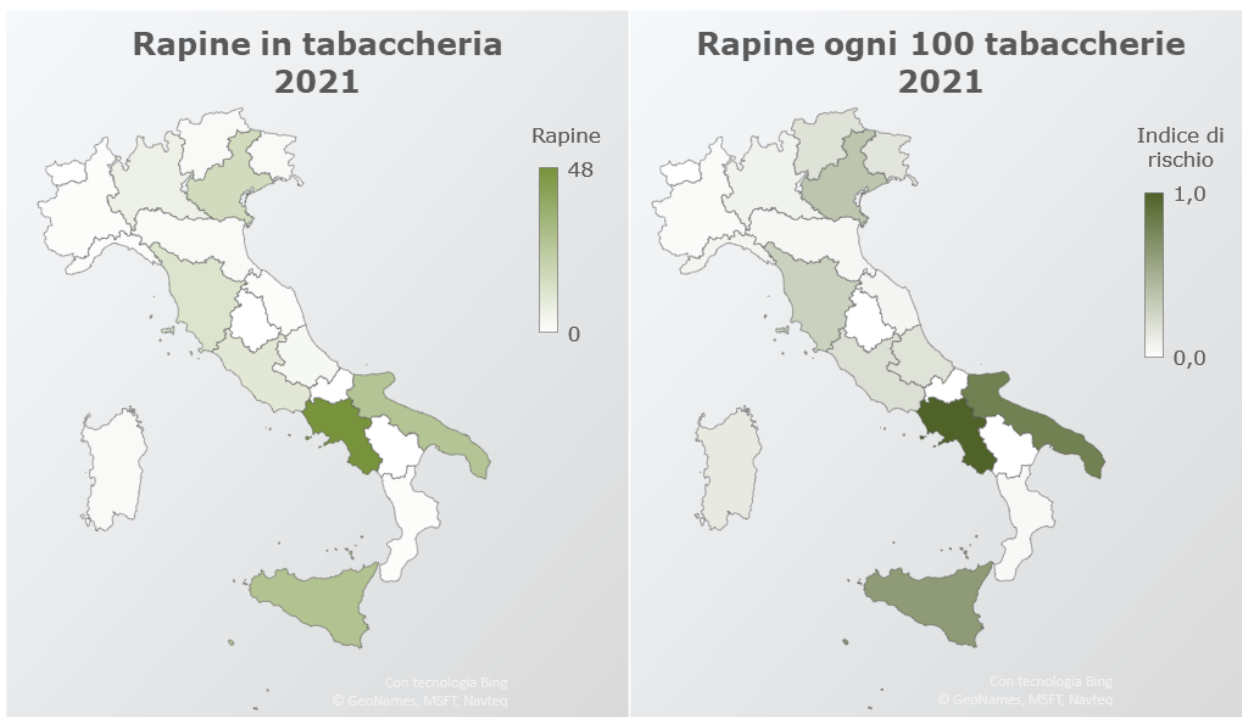 Rapine in tabaccheria
2021
Rapine
48
0
Con tecnologia Bing
© GeoNames, MSFT, Navteq
Rapine ogni 100 tabaccherie
2021
Indice di
rischio
1,0
0,0
Con tecnologia Bing
© GeoNames, MSFT, Navteq